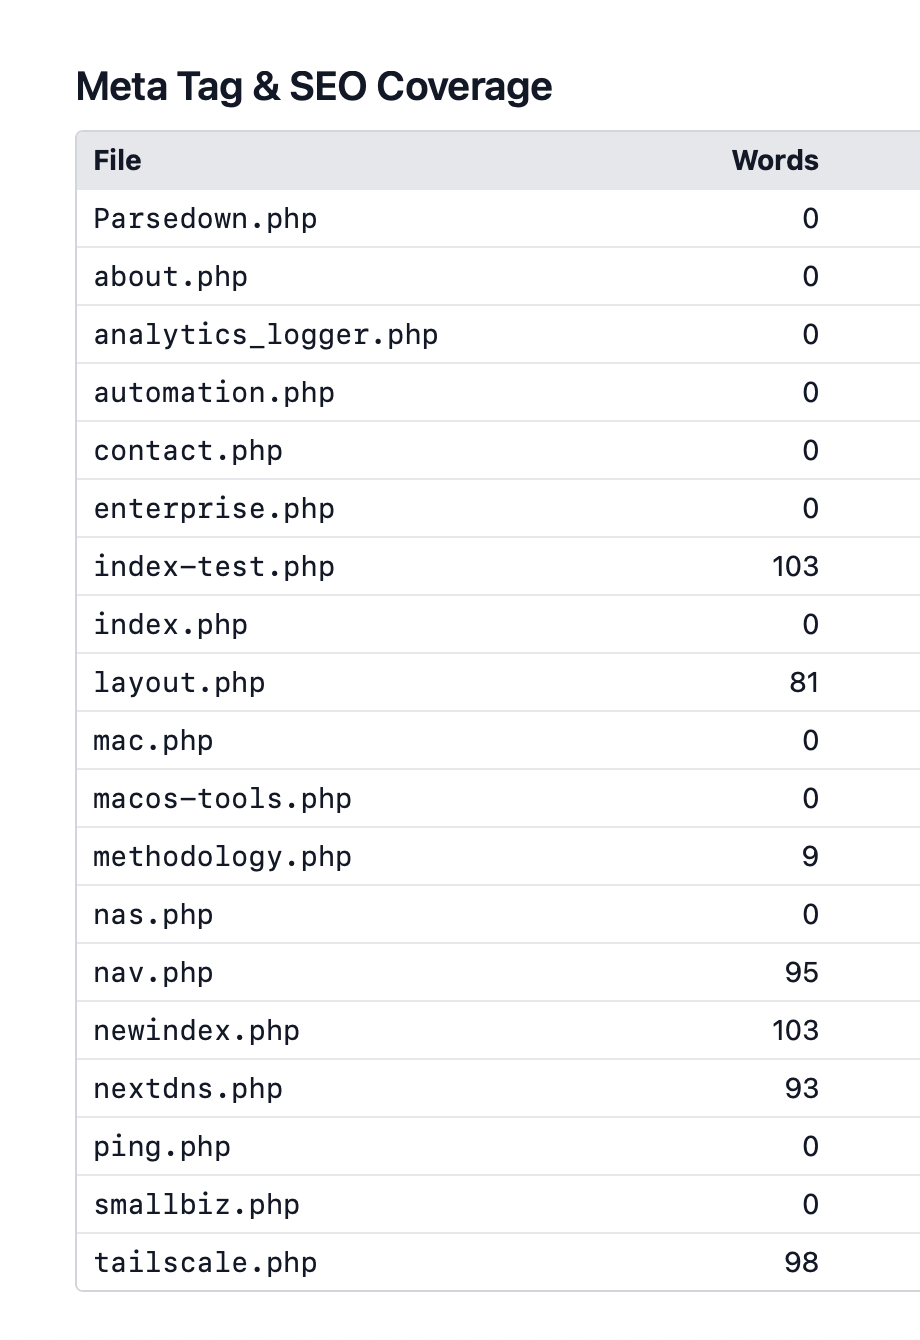 Meta Tag & SEO Coverage
File Words
Parsedown.php 0
about.php 0
analytics_logger.php 0
automation.php 0
contact.php 0
enterprise.php 0
index-test.php 103
index.php 0
layout.php 81
mac.php 0
macos-tools.php 0
methodology.php 9
nas.php 0
nav.php 95
newindex.php 103
nextdns.php 93
ping.php 0
smallbiz.php 0
tailscale.php 98